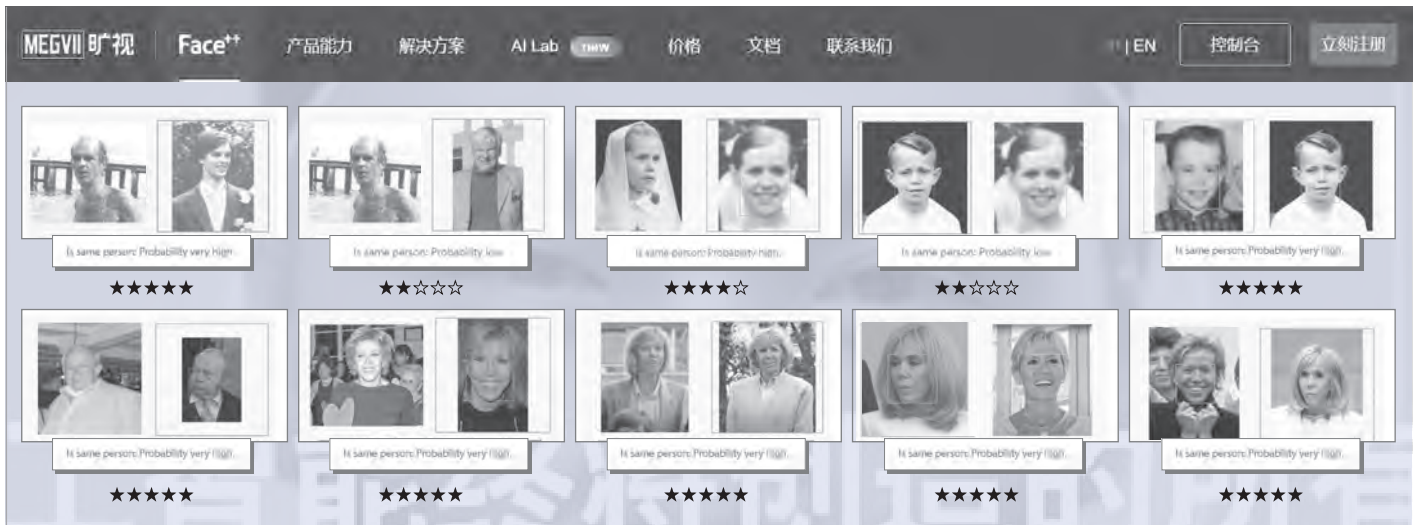 MEGVII 旷视 Face++ 产品能力 解决方案 AI Lab 价格 文档 联系我们 | EN 控制台 立刻注册
Is same person: Probability very high.
Is same person: Probability low.
Is same person: Probability high.
Is same person: Probability low.
Is same person: Probability very high.
★★★★★
★★☆☆☆
★★★★☆
★★☆☆☆
★★★★★
Is same person: Probability very high.
Is same person: Probability very high.
Is same person: Probability very high.
Is same person: Probability very high.
Is same person: Probability very high.
★★★★★
★★★★★
★★★★★
★★★★★
★★★★★